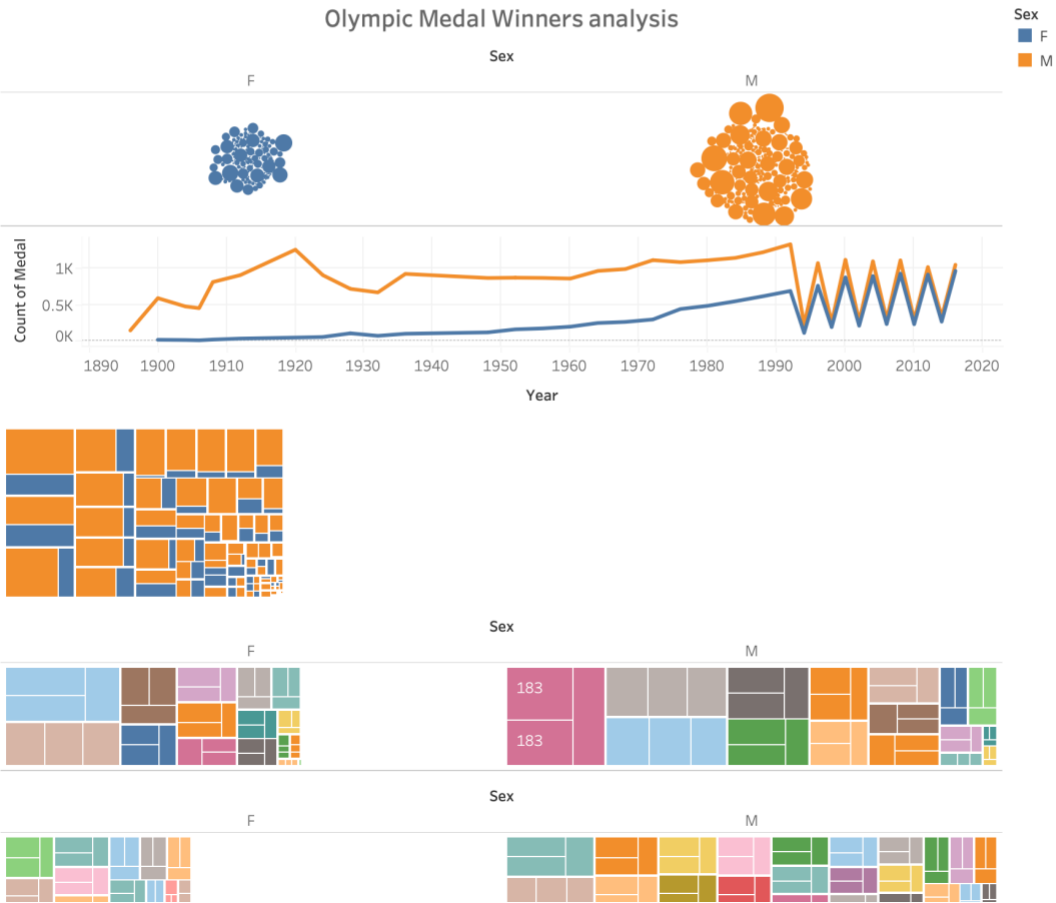 Olympic Medal Winners analysis
Sex
F
M
Sex
F
M
Count of Medal
1K
0.5K
0K
1890 1900 1910 1920 1930 1940 1950 1960 1970 1980 1990 2000 2010 2020
Year
Sex
F
M
183
183
Sex
F
M